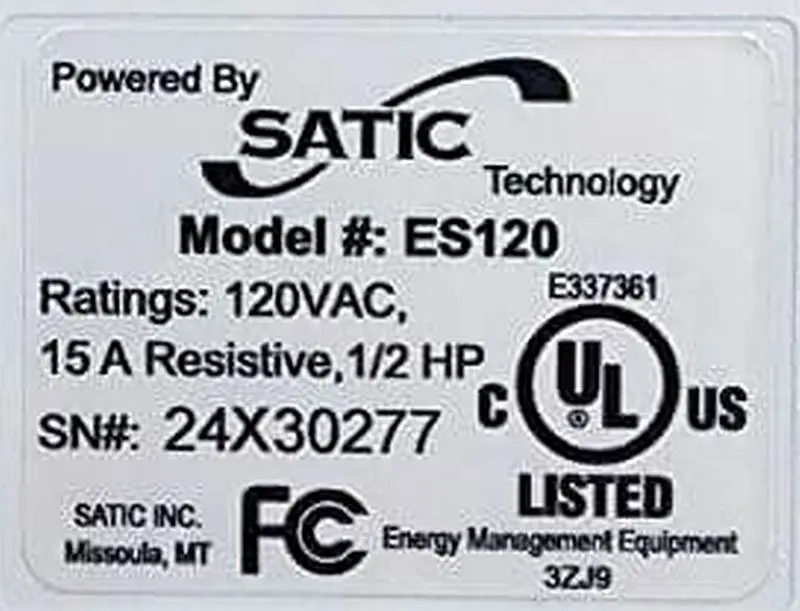 Powered By
SATIC
Technology
Model #: ES120
Ratings: 120VAC,
15 A Resistive,1/2 HP
SN#: 24X30277
E337361
C UL® US
LISTED
SATIC INC.
Missoula, MT
FC
Energy Management Equipment
3ZJ9